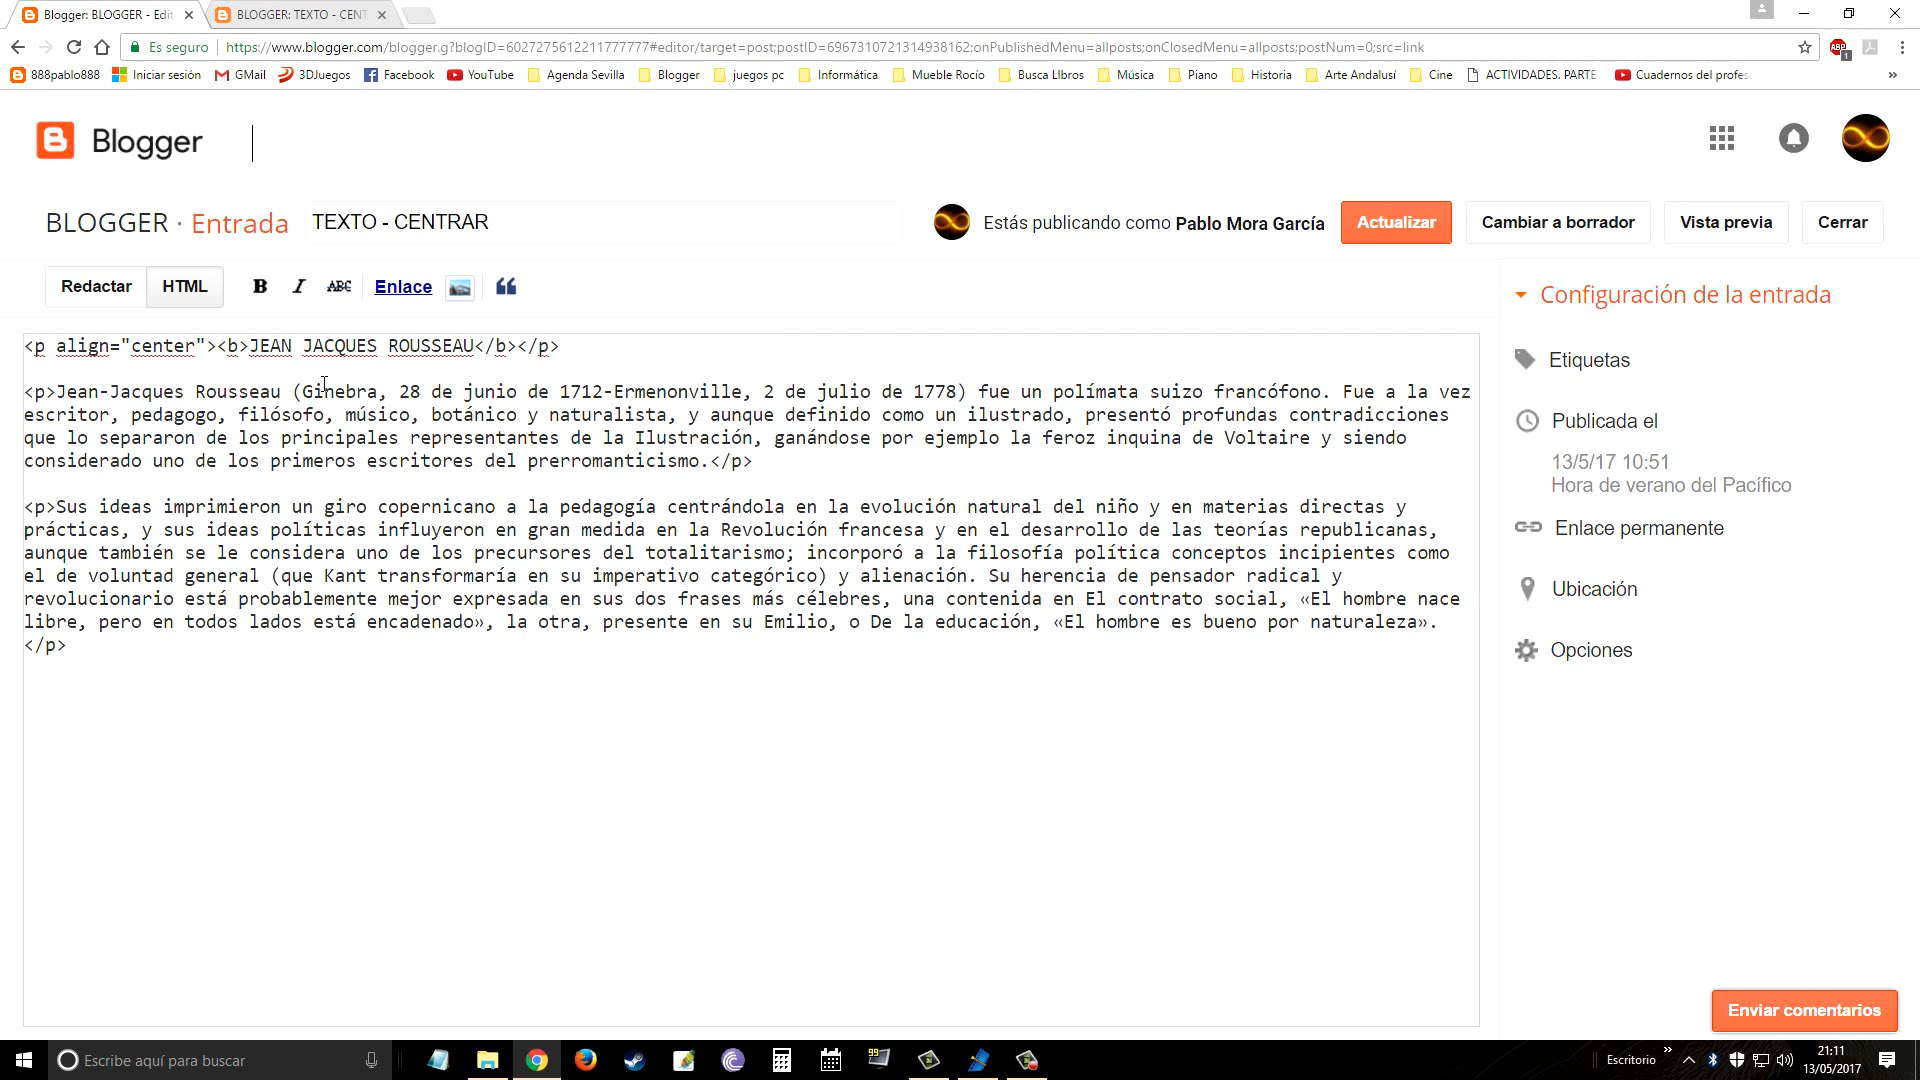 Blogger: BLOGGER - Edit
BLOGGER: TEXTO - CENT
Es seguro
https://www.blogger.com/blogger.g?blogID=6027275612211777777#editor/target=post;postID=6967310721314938162;onPublishedMenu=allposts;onClosedMenu=allposts;postNum=0;src=link
ABP
1
888pablo888 Iniciar sesión GMail 3DJuegos Facebook YouTube Agenda Sevilla Blogger juegos pc Informática Mueble Rocío Busca LIbros Música Piano Historia Arte Andalusí Cine ACTIVIDADES. PARTE Cuadernos del profes
»
Blogger
BLOGGER · Entrada TEXTO - CENTRAR
Estás publicando como Pablo Mora García Actualizar Cambiar a borrador Vista previa Cerrar
Redactar HTML B I ABC Enlace
Configuración de la entrada
Etiquetas
Publicada el
13/5/17 10:51
Hora de verano del Pacífico
Enlace permanente
Ubicación
Opciones
<p align="center"><b>JEAN JACQUES ROUSSEAU</b></p>
<p>Jean-Jacques Rousseau (Ginebra, 28 de junio de 1712-Ermenonville, 2 de julio de 1778) fue un polímata suizo francófono. Fue a la vez
escritor, pedagogo, filósofo, músico, botánico y naturalista, y aunque definido como un ilustrado, presentó profundas contradicciones
que lo separaron de los principales representantes de la Ilustración, ganándose por ejemplo la feroz inquina de Voltaire y siendo
considerado uno de los primeros escritores del prerromanticismo.</p>
<p>Sus ideas imprimieron un giro copernicano a la pedagogía centrándola en la evolución natural del niño y en materias directas y
prácticas, y sus ideas políticas influyeron en gran medida en la Revolución francesa y en el desarrollo de las teorías republicanas,
aunque también se le considera uno de los precursores del totalitarismo; incorporó a la filosofía política conceptos incipientes como
el de voluntad general (que Kant transformaría en su imperativo categórico) y alienación. Su herencia de pensador radical y
revolucionario está probablemente mejor expresada en sus dos frases más célebres, una contenida en El contrato social, «El hombre nace
libre, pero en todos lados está encadenado», la otra, presente en su Emilio, o De la educación, «El hombre es bueno por naturaleza».
</p>
Enviar comentarios
Escribe aquí para buscar
99
Escritorio »
21:11
13/05/2017